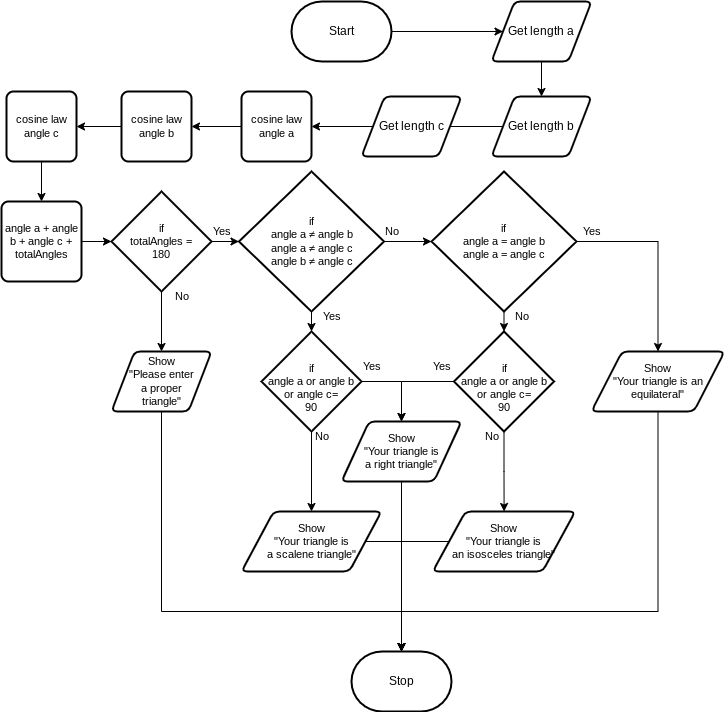 Start
Get length a
cosine law
angle c
cosine law
angle b
cosine law
angle a
Get length c
Get length b
angle a + angle
b + angle c +
totalAngles
if
totalAngles =
180
Yes
if
angle a ≠ angle b
angle a ≠ angle c
angle b ≠ angle c
No
if
angle a = angle b
angle a = angle c
Yes
No
Yes
No
Show
"Please enter
a proper
triangle"
if
angle a or angle b
or angle c=
90
Yes
Yes
if
angle a or angle b
or angle c=
90
Show
"Your triangle is an
equilateral"
No
Show
"Your triangle is
a right triangle"
No
Show
"Your triangle is
a scalene triangle"
Show
"Your triangle is
an isosceles triangle"
Stop